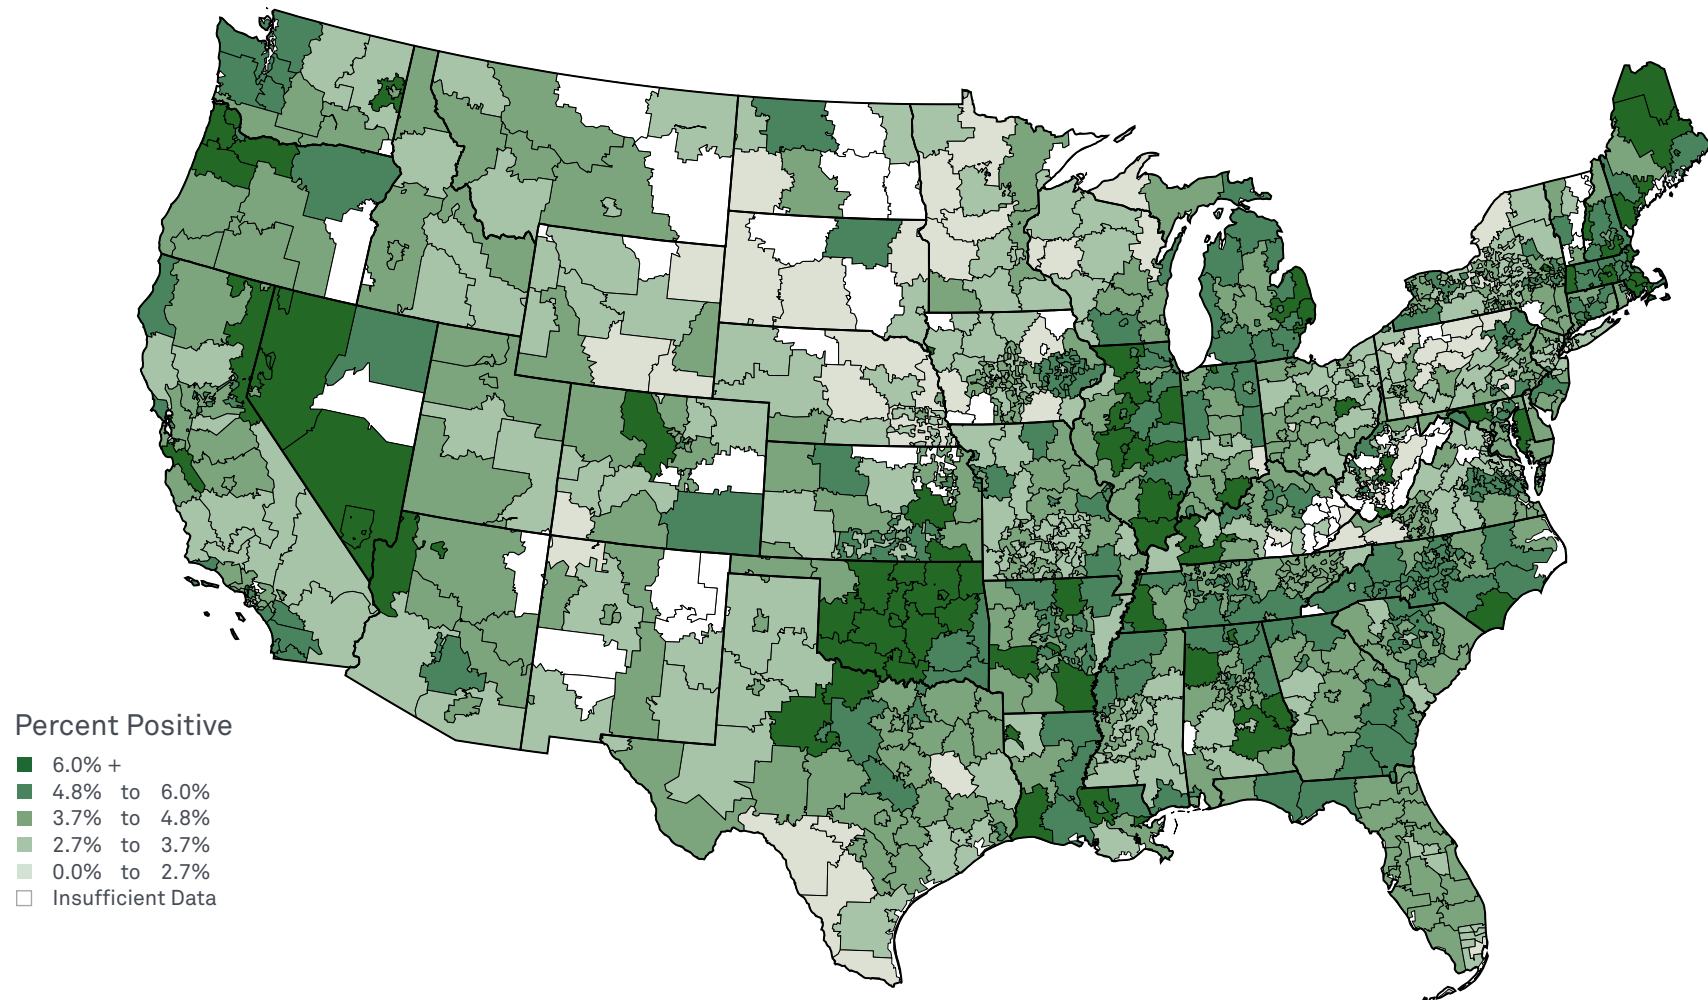 Percent Positive
6.0% +
4.8% to 6.0%
3.7% to 4.8%
2.7% to 3.7%
0.0% to 2.7%
Insufficient Data